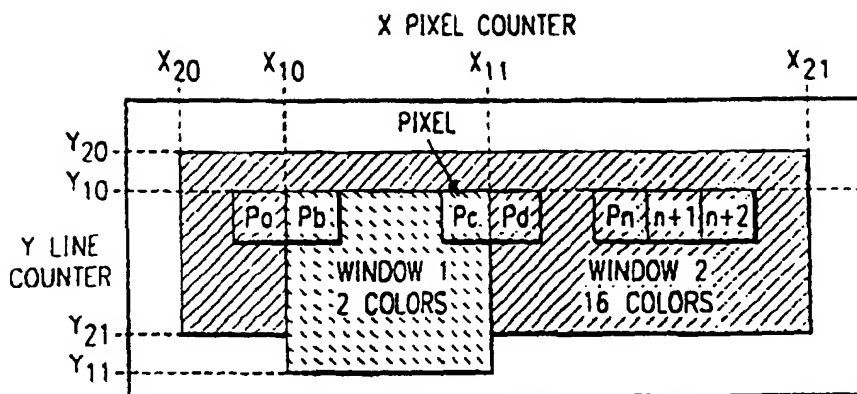 X PIXEL COUNTER
X20 X10 X11 X21
PIXEL
Y20
Y10
Pa Pb Pc Pd Pn n+1 n+2
Y LINE
COUNTER
WINDOW 1
2 COLORS
WINDOW 2
16 COLORS
Y21
Y11